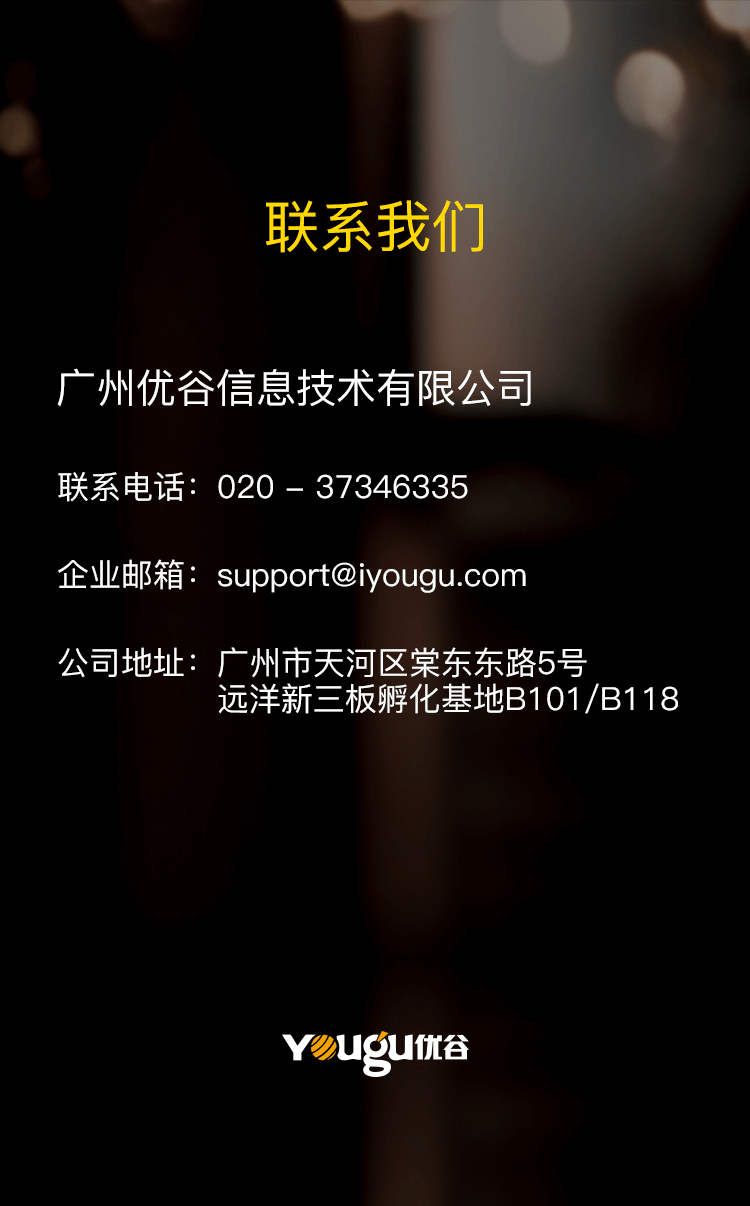 联系我们
广州优谷信息技术有限公司
联系电话：020 – 37346335
企业邮箱：support@iyougu.com
公司地址：广州市天河区棠东东路5号
远洋新三板孵化基地B101/B118
Yougu优谷